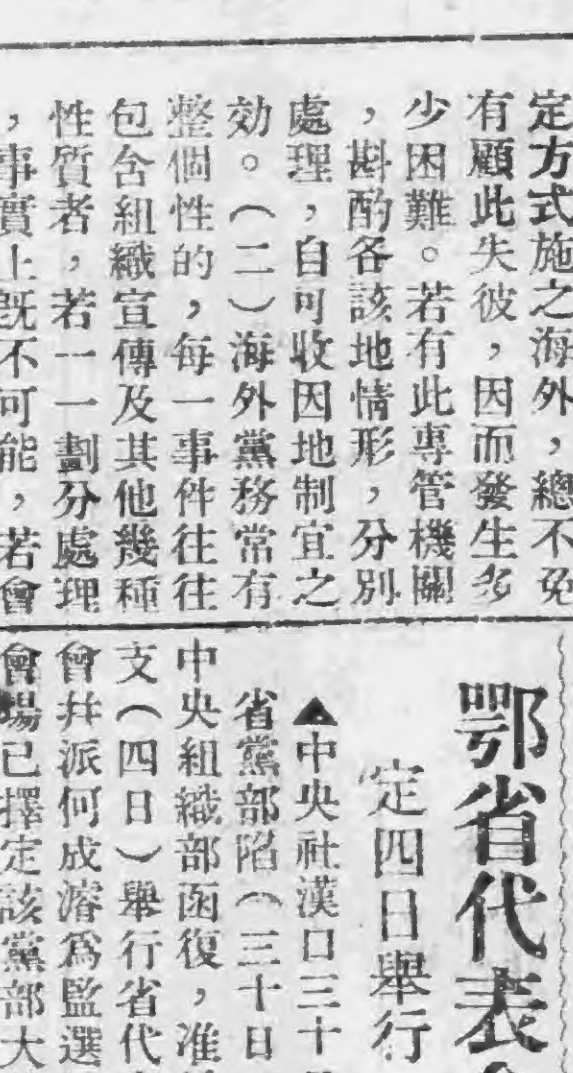 定方式施之海外，總不免
有顧此失彼，因而發生多
少困難。若有此專管機關
，斟酌各該地情形，分別
處理，自可收因地制宜之
効。（二）海外黨務常有
整個性的，每一事件往往
包含組織宣傳及其他幾種
性質者，若一一劃分處理
，事實上既不可能，若會
鄂省代表
定四日舉行
▲中央社漢口三十
省黨部陷（三十日
中央組織部函復，准
支（四日）舉行省代
會幷派何成濬爲監選
會場已擇定該黨部大